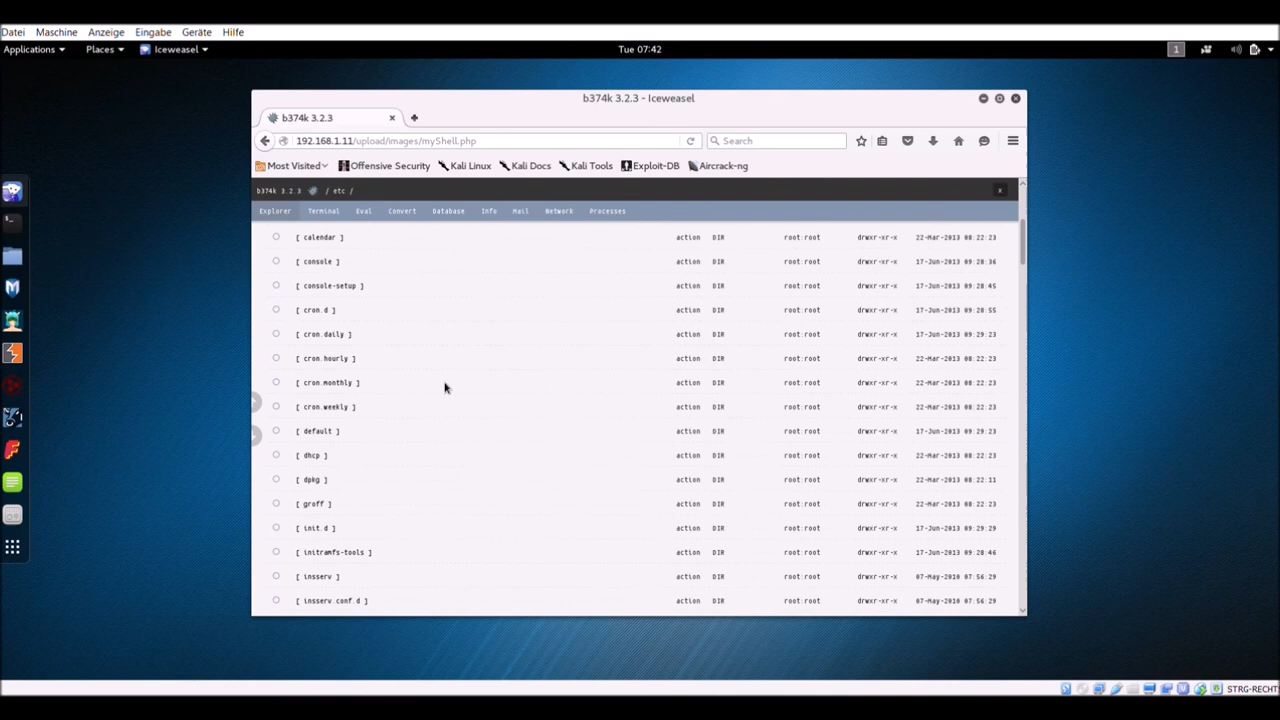 Datei Maschine Anzeige Eingabe Geräte Hilfe
Applications Places Iceweasel Tue 07:42 1
b374k 3.2.3 - Iceweasel
b374k 3.2.3
192.168.1.11/upload/images/myShell.php Search
Most Visited Offensive Security Kali Linux Kali Docs Kali Tools Exploit-DB Aircrack-ng
b374k 3.2.3 / etc / x
Explorer Terminal Eval Convert Database Info Mail Network Processes
[ calendar ] action DIR root:root drwxr-xr-x 22-Mar-2013 08:22:23
[ console ] action DIR root:root drwxr-xr-x 17-Jun-2013 09:28:36
[ console-setup ] action DIR root:root drwxr-xr-x 17-Jun-2013 09:28:45
[ cron.d ] action DIR root:root drwxr-xr-x 17-Jun-2013 09:28:55
[ cron.daily ] action DIR root:root drwxr-xr-x 17-Jun-2013 09:29:23
[ cron.hourly ] action DIR root:root drwxr-xr-x 22-Mar-2013 08:22:23
[ cron.monthly ] action DIR root:root drwxr-xr-x 22-Mar-2013 08:22:23
[ cron.weekly ] action DIR root:root drwxr-xr-x 22-Mar-2013 08:22:23
[ default ] action DIR root:root drwxr-xr-x 17-Jun-2013 09:29:23
[ dhcp ] action DIR root:root drwxr-xr-x 22-Mar-2013 08:22:23
[ dpkg ] action DIR root:root drwxr-xr-x 22-Mar-2013 08:22:11
[ groff ] action DIR root:root drwxr-xr-x 22-Mar-2013 08:22:23
[ init.d ] action DIR root:root drwxr-xr-x 17-Jun-2013 09:29:29
[ initramfs-tools ] action DIR root:root drwxr-xr-x 17-Jun-2013 09:28:46
[ insserv ] action DIR root:root drwxr-xr-x 07-May-2010 07:56:29
[ insserv.conf.d ] action DIR root:root drwxr-xr-x 07-May-2010 07:56:29
STRG-RECHT